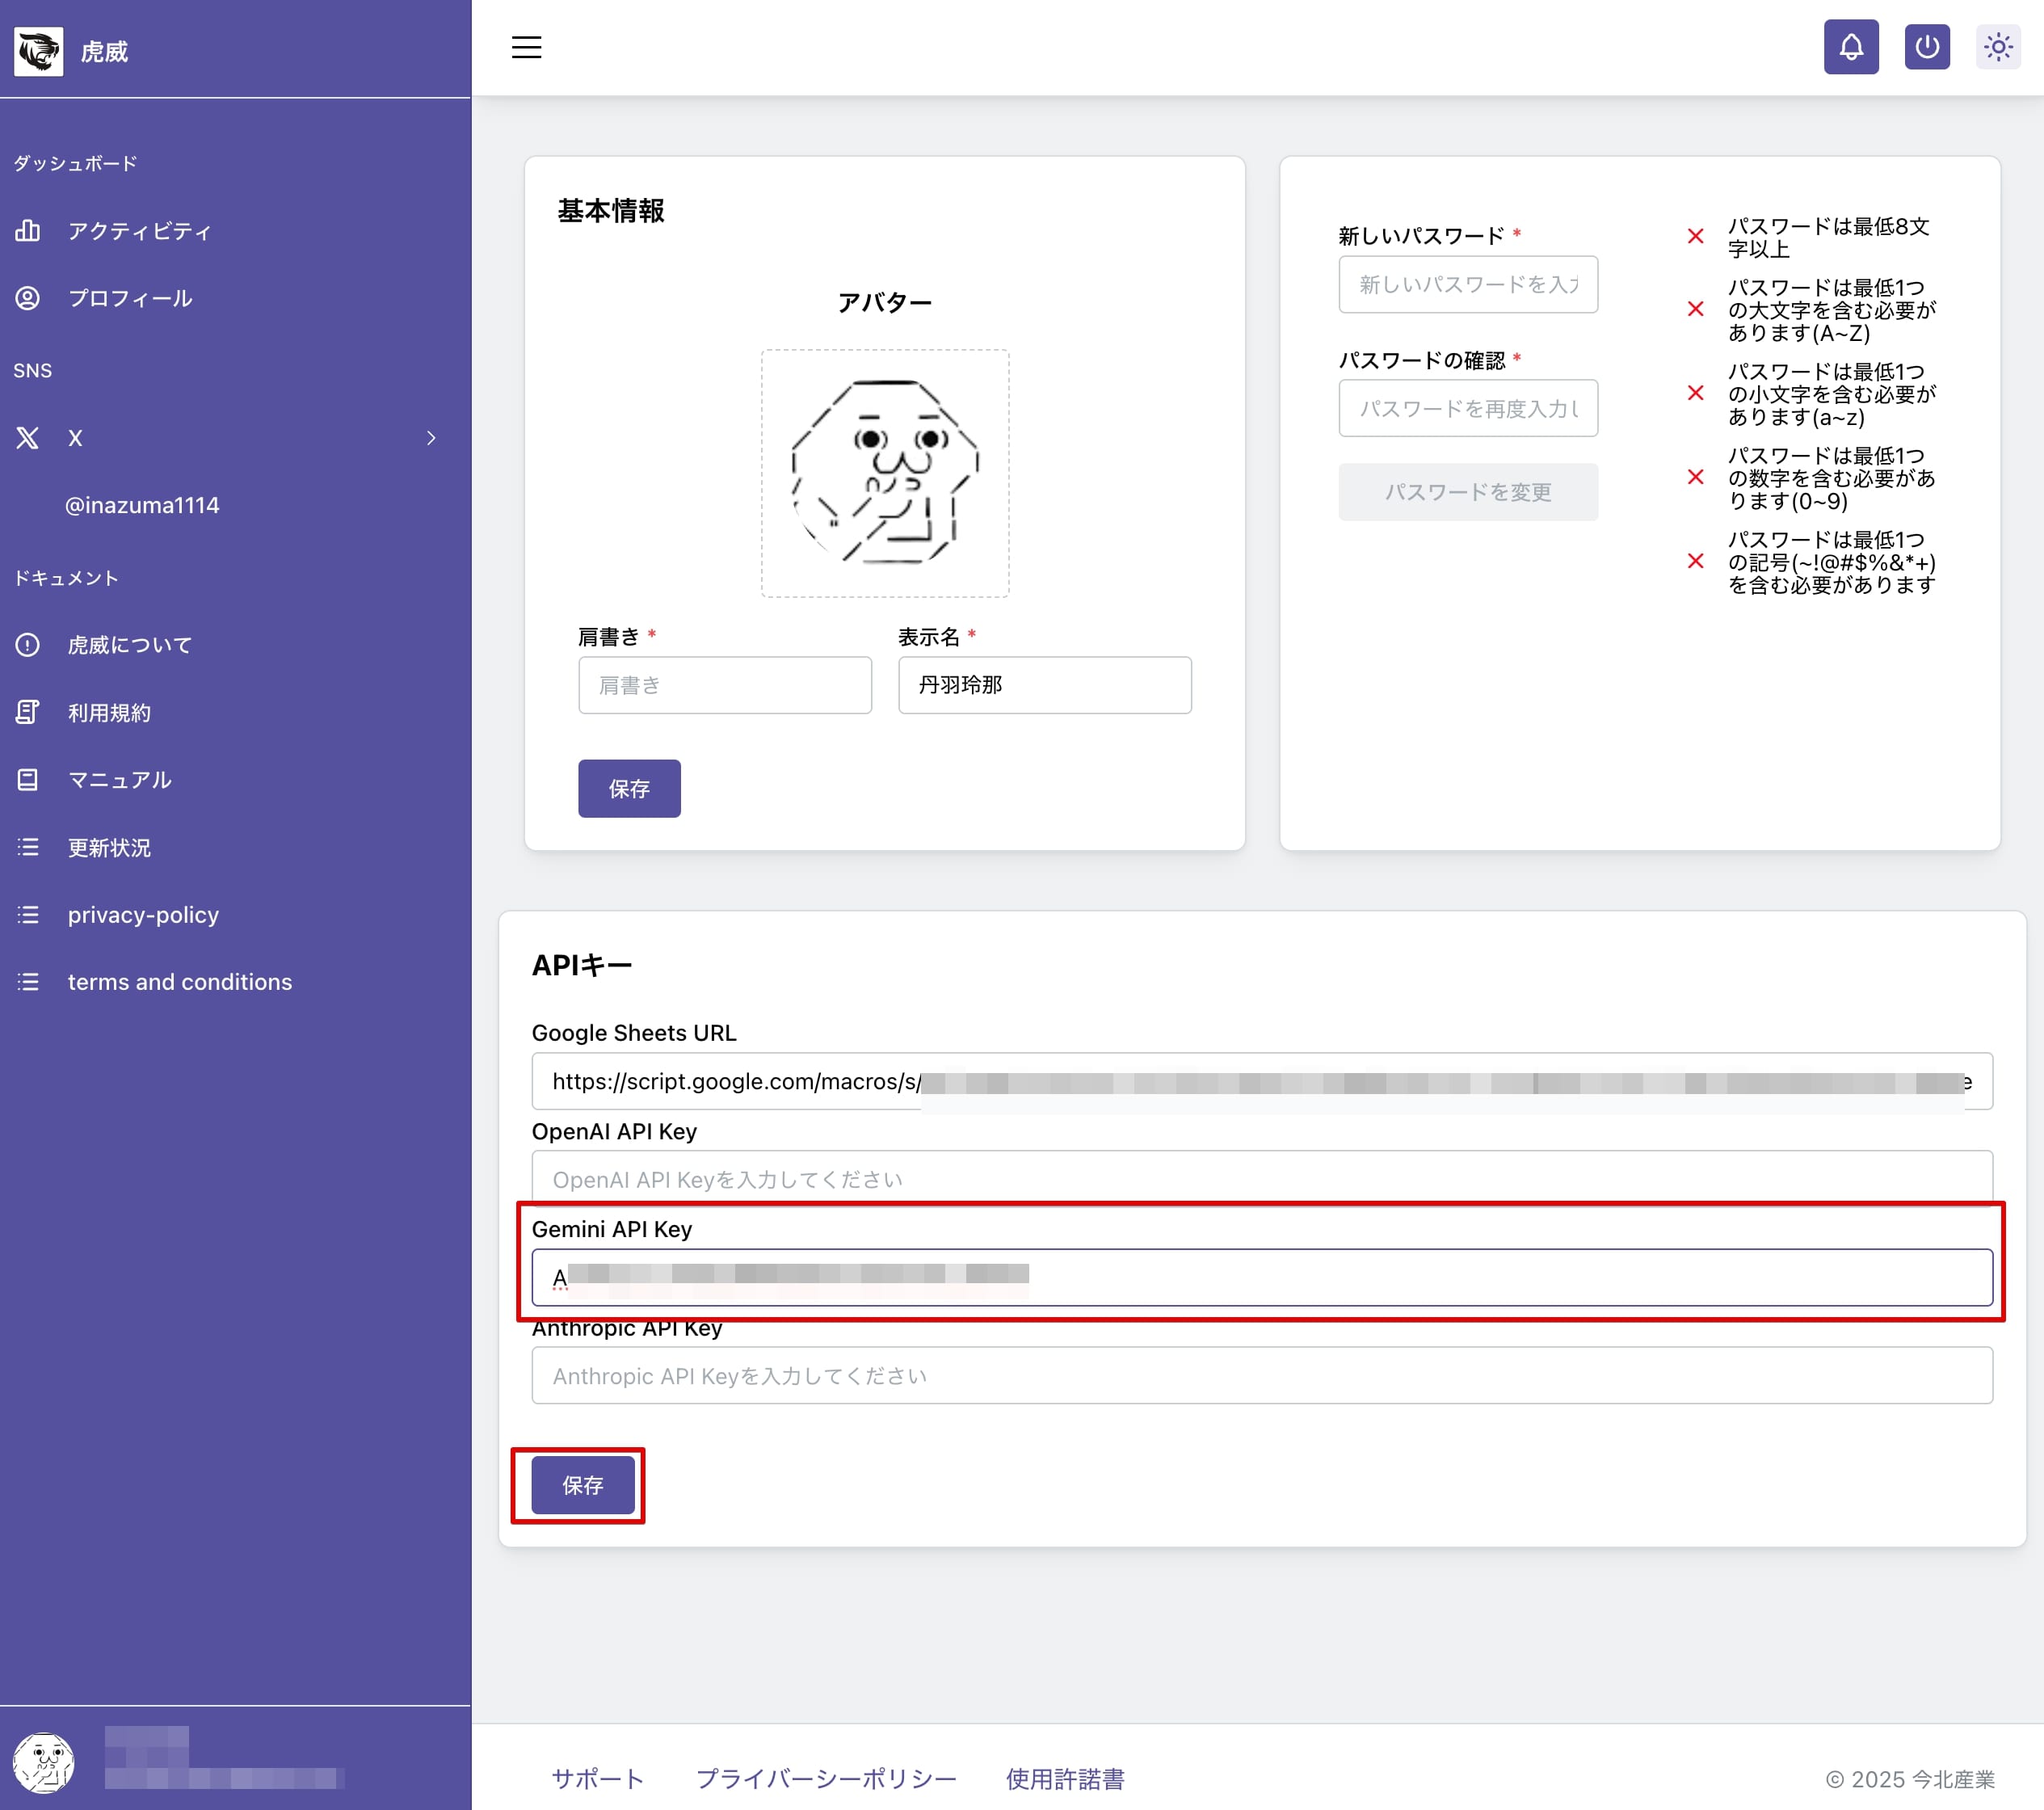 虎威
ダッシュボード
アクティビティ
プロフィール
SNS
X
@inazuma1114
ドキュメント
虎威について
利用規約
マニュアル
更新状況
privacy-policy
terms and conditions
基本情報
アバター
肩書き *
肩書き
表示名 *
丹羽玲那
保存
新しいパスワード *
新しいパスワードを入力
パスワードの確認 *
パスワードを再度入力し
パスワードを変更
パスワードは最低8文
字以上
パスワードは最低1つ
の大文字を含む必要が
あります(A~Z)
パスワードは最低1つ
の小文字を含む必要が
あります(a~z)
パスワードは最低1つ
の数字を含む必要があ
ります(0~9)
パスワードは最低1つ
の記号(~!@#$%&*+)
を含む必要があります
APIキー
Google Sheets URL
https://script.google.com/macros/s/
e
OpenAI API Key
OpenAI API Keyを入力してください
Gemini API Key
A
Anthropic API Key
Anthropic API Keyを入力してください
保存
サポート
プライバーシーポリシー
使用許諾書
© 2025 今北産業